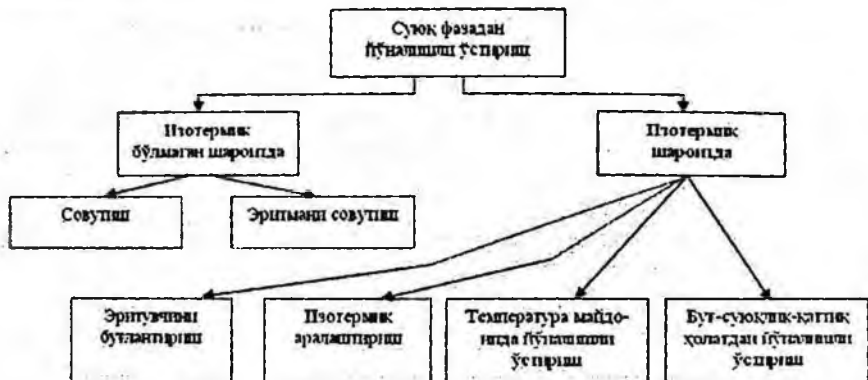 Суюқ фазадан
йўналишли ўстириш
Изотермик
бўлмаган шароитда
Изотермик
шароитда
Совутиш
Эритмани совутиш
Эритувчини
буғлантириш
Изотермик
аралаштириш
Температура майдо-
нида йўналишли
ўстириш
Буғ-суюқлик-қаттиқ
ҳолатдан йўналишли
ўстириш